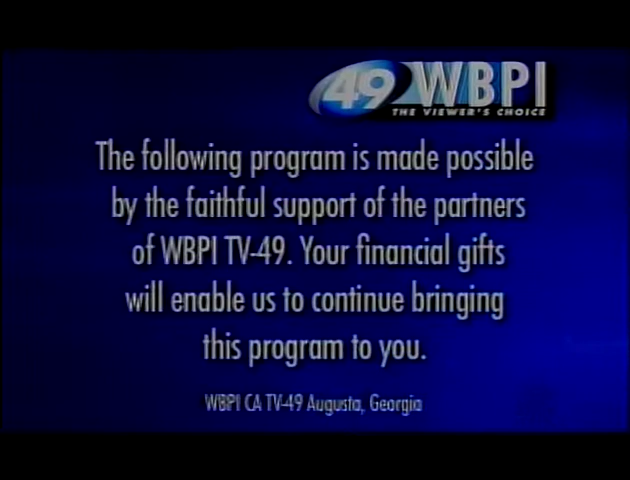 49 WBPI
THE VIEWER'S CHOICE
The following program is made possible
by the faithful support of the partners
of WBPI TV-49. Your financial gifts
will enable us to continue bringing
this program to you.
WBPI CA TV-49 Augusta, Georgia